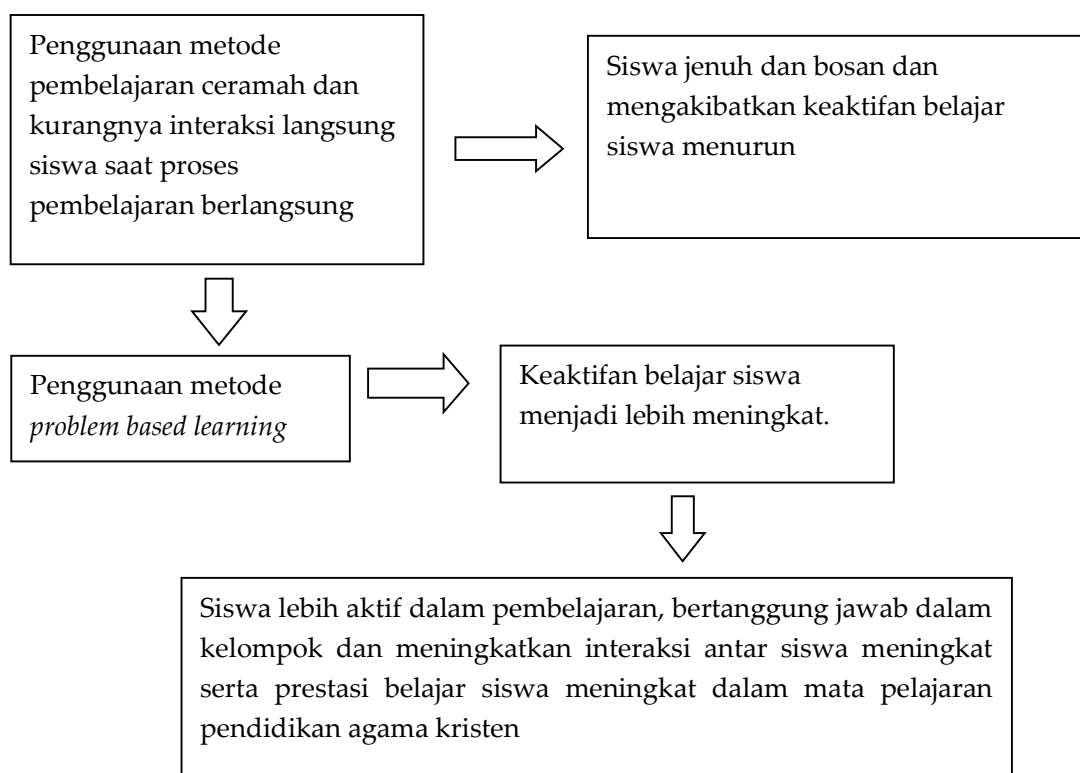 Penggunaan metode
pembelajaran ceramah dan
kurangnya interaksi langsung
siswa saat proses
pembelajaran berlangsung
Siswa jenuh dan bosan dan
mengakibatkan keaktifan belajar
siswa menurun
Penggunaan metode
problem based learning
Keaktifan belajar siswa
menjadi lebih meningkat.
Siswa lebih aktif dalam pembelajaran, bertanggung jawab dalam
kelompok dan meningkatkan interaksi antar siswa meningkat
serta prestasi belajar siswa meningkat dalam mata pelajaran
pendidikan agama kristen